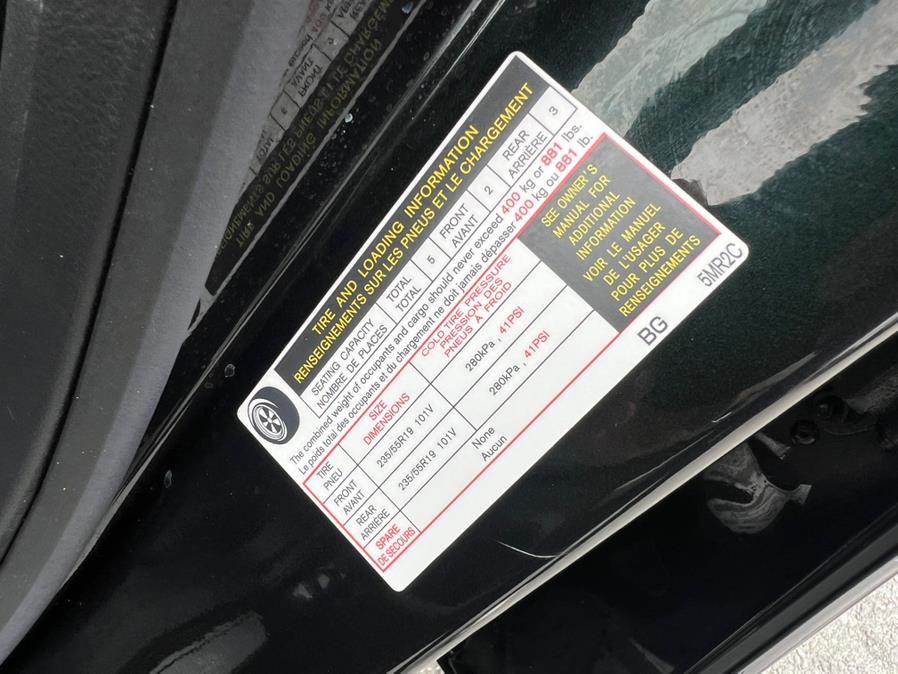 TIRE AND LOADING INFORMATION
RENSEIGNEMENTS SUR LES PNEUS ET LE CHARGEMENT
SEATING CAPACITY TOTAL 5 FRONT 2 REAR 3
NOMBRE DE PLACES TOTAL AVANT ARRIÈRE
The combined weight of occupants and cargo should never exceed 400 kg or 881 lbs.
Le poids total des occupants et du chargement ne doit jamais dépasser 400 kg ou 881 lb.
TIRE SIZE COLD TIRE PRESSURE
PNEU DIMENSIONS PRESSION DES
PNEUS A FROID
FRONT 235/55R19 101V 280kPa , 41PSI
AVANT
REAR 235/55R19 101V 280kPa , 41PSI
ARRIÈRE
SPARE None
DE SECOURS Aucun
SEE OWNER'S
MANUAL FOR
ADDITIONAL
INFORMATION
VOIR LE MANUEL
DE L'USAGER
POUR PLUS DE
RENSEIGNEMENTS
BG 5MR2C